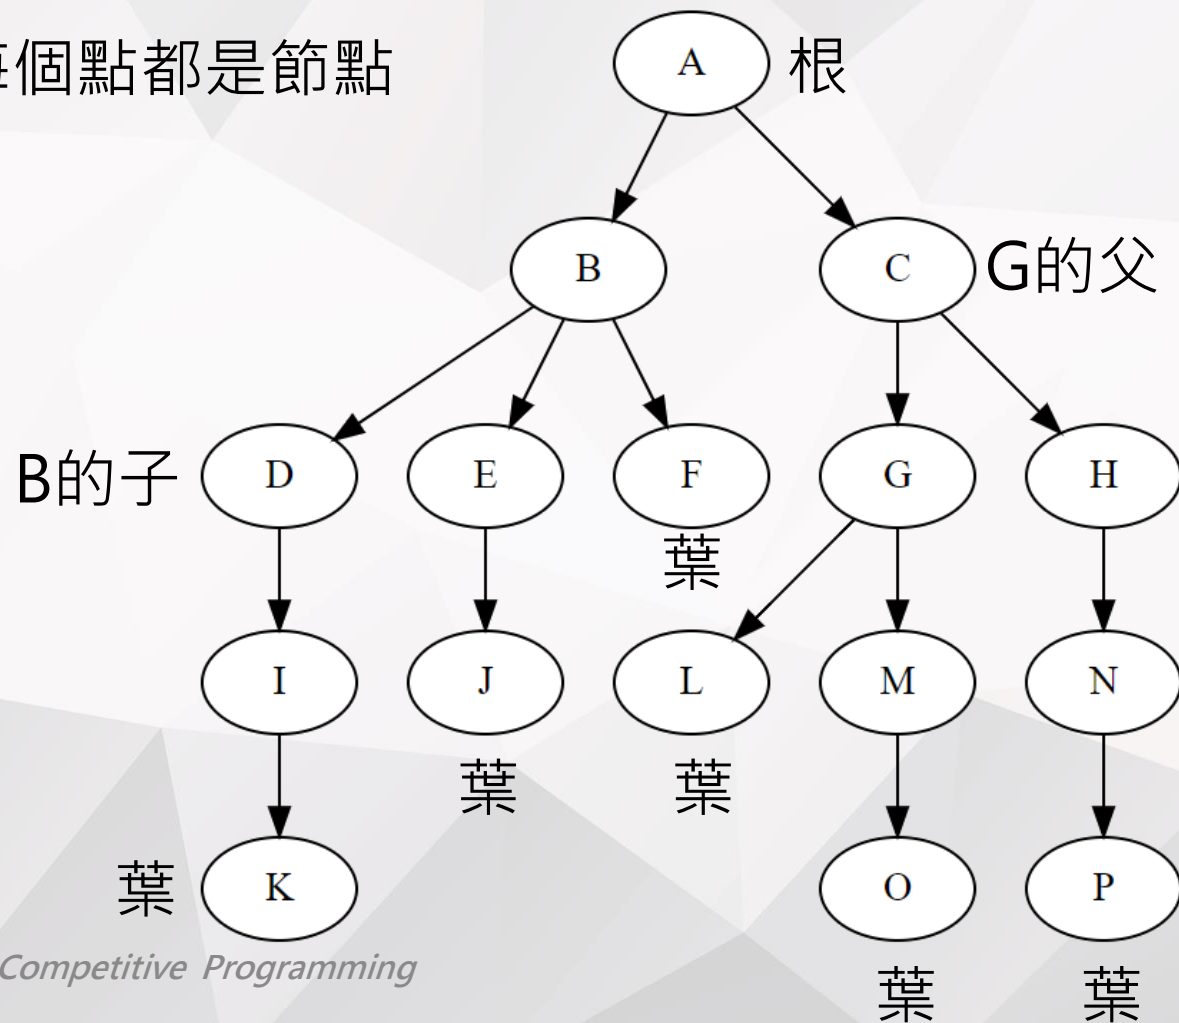 每個點都是節點
A 根
B
C G的父
B的子 D E F G H
葉
I J L M N
葉 葉
葉 K O P
Competitive Programming
葉 葉